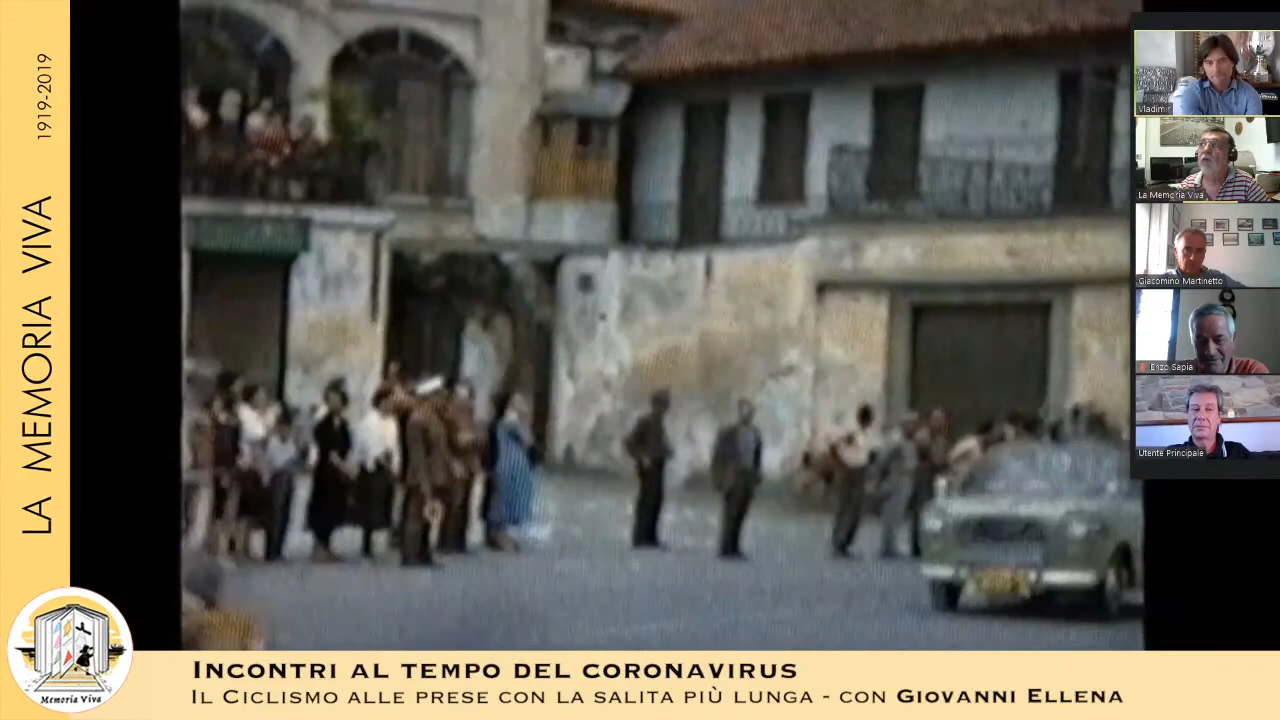 LA MEMORIA VIVA 1919-2019
Vladimir
La Memoria Viva
Giacomino Martinetto
Enzo Sapia
Utente Principale
Memoria Viva
INCONTRI AL TEMPO DEL CORONAVIRUS
IL CICLISMO ALLE PRESE CON LA SALITA PIÙ LUNGA - CON GIOVANNI ELLENA